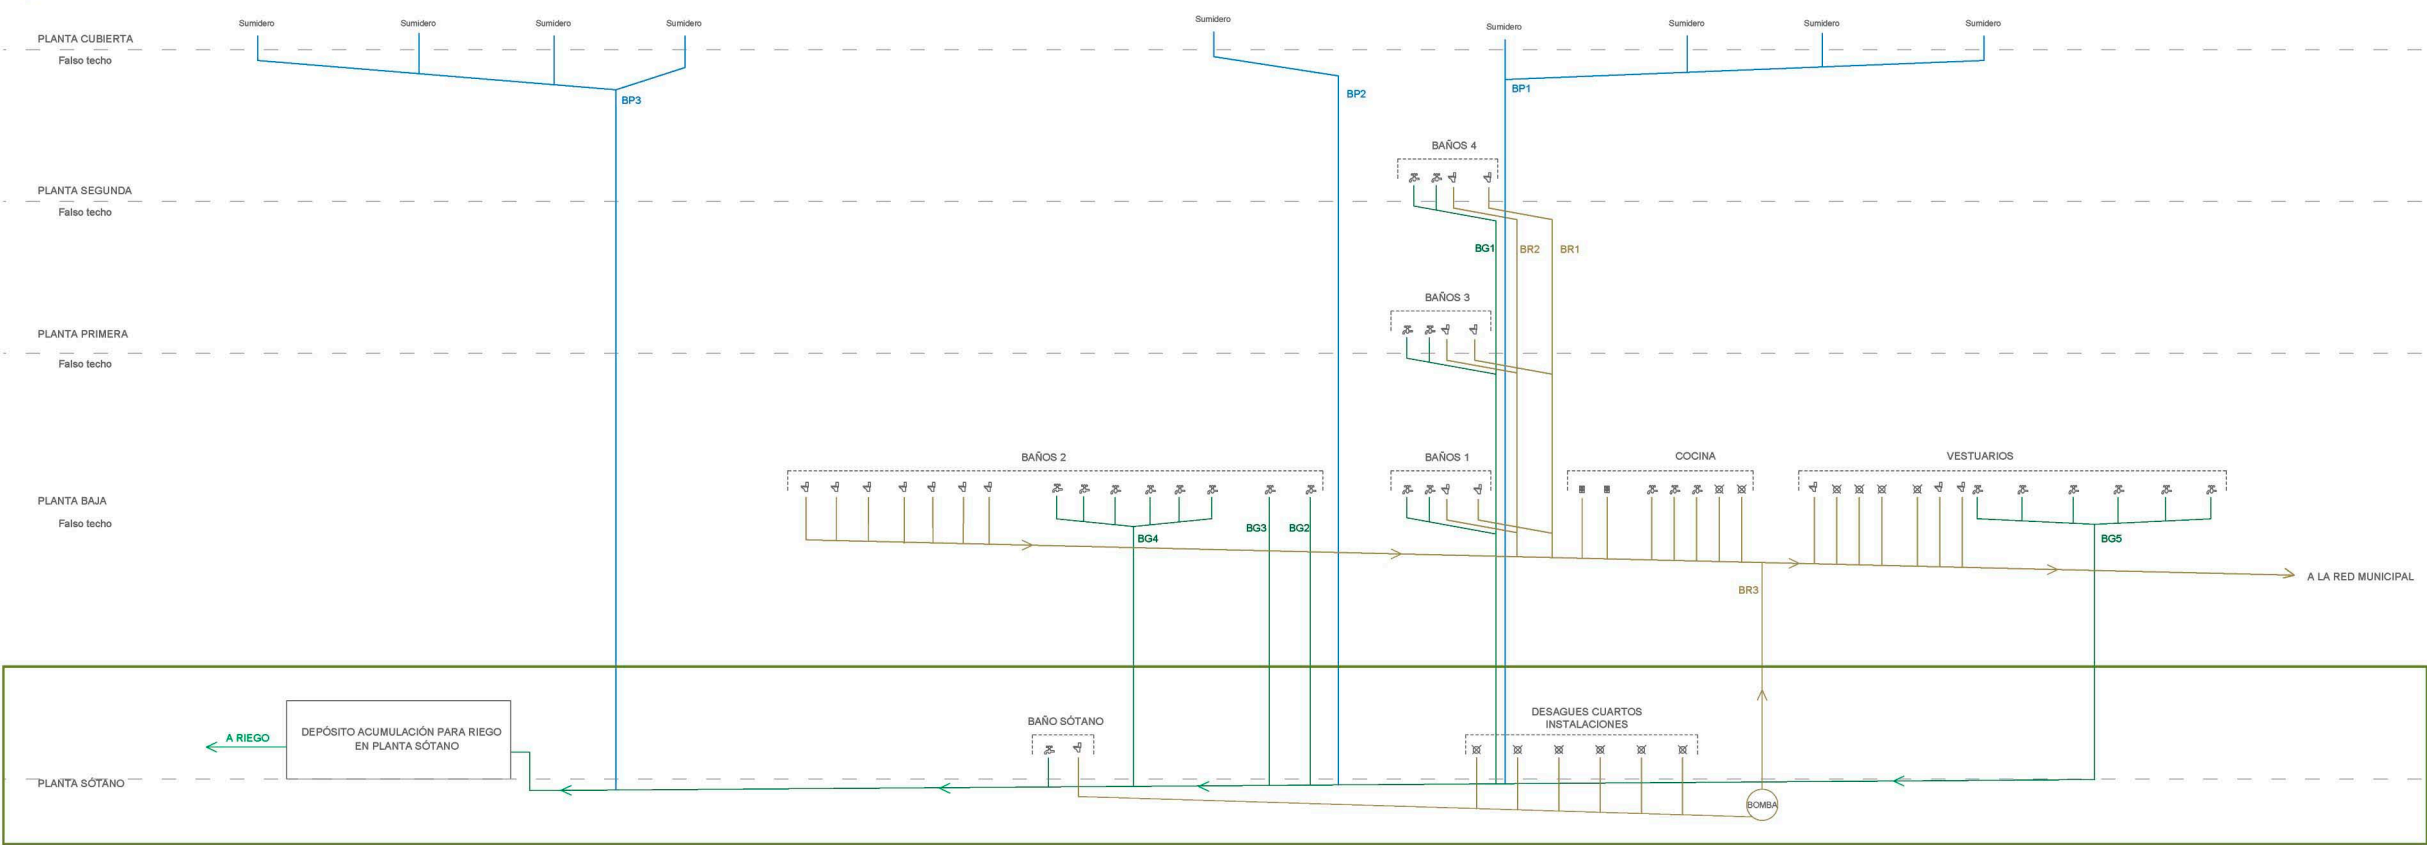 Sumidero
Sumidero
Sumidero
Sumidero
Sumidero
Sumidero
Sumidero
Sumidero
Sumidero
PLANTA CUBIERTA
Falso techo
BP3
BP2
BP1
BAÑOS 4
PLANTA SEGUNDA
Falso techo
BG1
BR2
BR1
BAÑOS 3
PLANTA PRIMERA
Falso techo
BAÑOS 2
BAÑOS 1
COCINA
VESTUARIOS
PLANTA BAJA
Falso techo
BG4
BG3
BG2
BG5
A LA RED MUNICIPAL
BR3
DEPÓSITO ACUMULACIÓN PARA RIEGO
EN PLANTA SÓTANO
A RIEGO
BAÑO SÓTANO
DESAGUES CUARTOS
INSTALACIONES
PLANTA SÓTANO
BOMBA